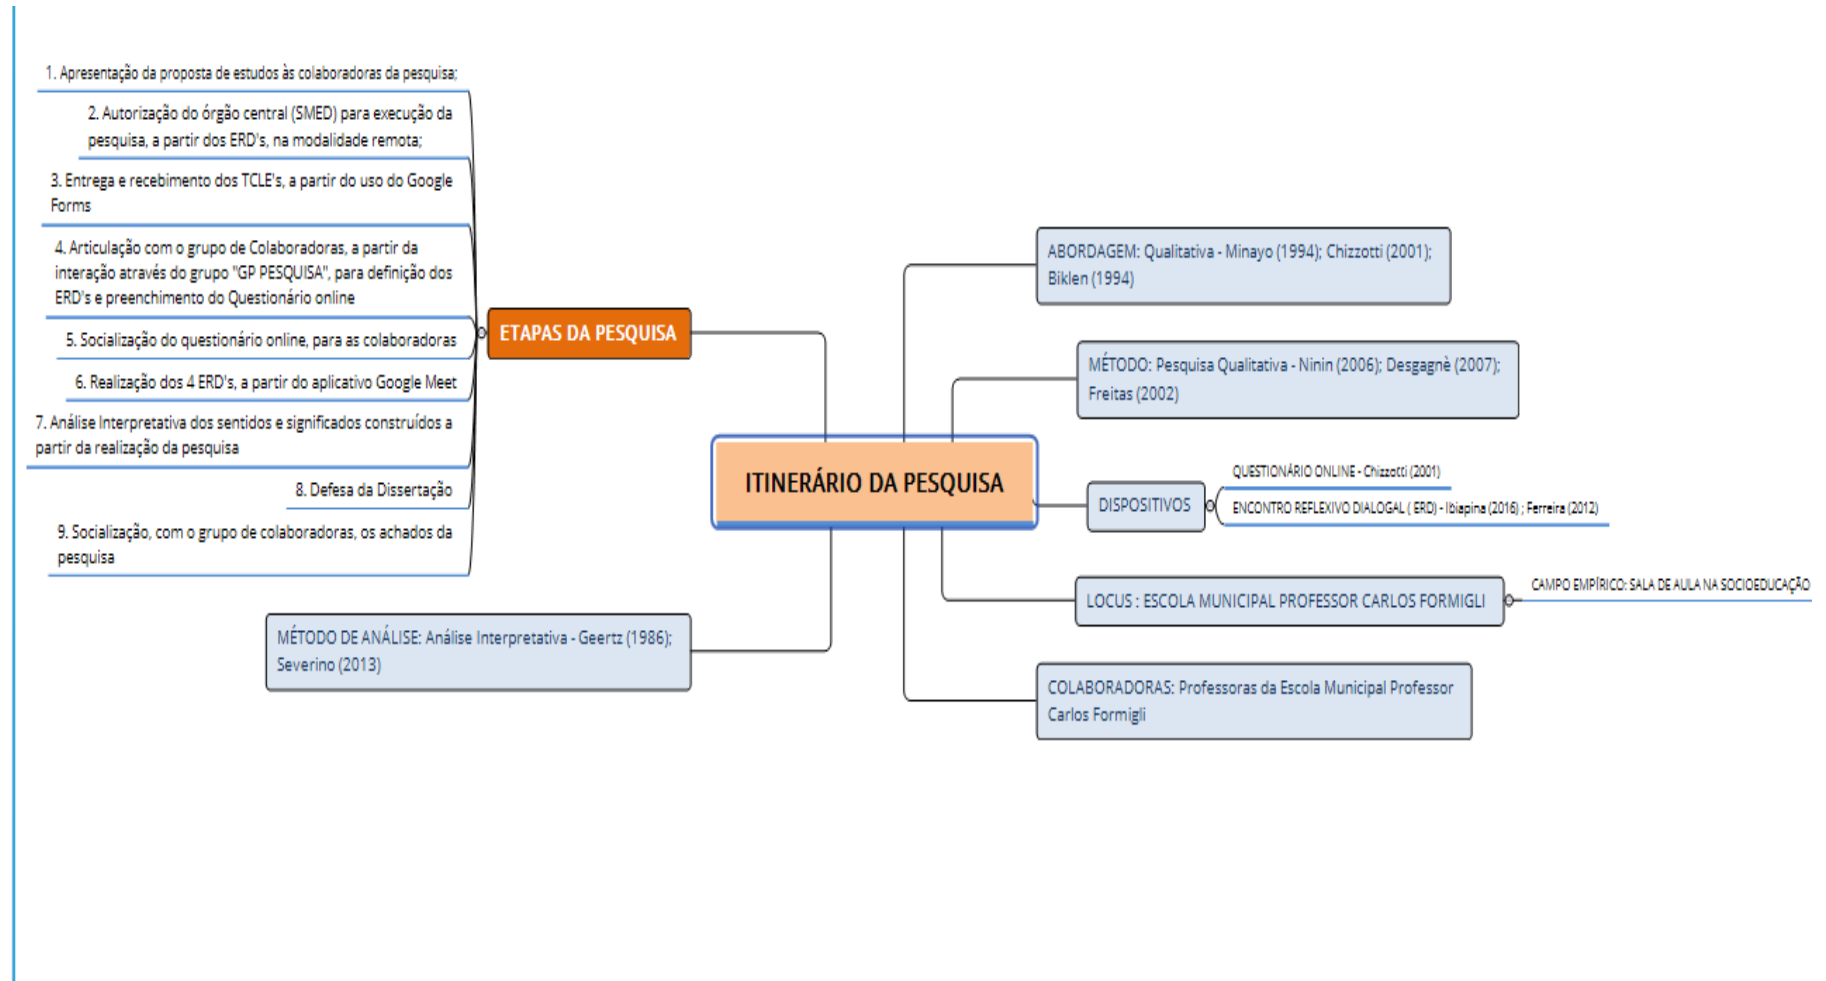 1. Apresentação da proposta de estudos às colaboradoras da pesquisa;
2. Autorização do órgão central (SMED) para execução da
pesquisa, a partir dos ERD's, na modalidade remota;
3. Entrega e recebimento dos TCLE's, a partir do uso do Google
Forms
4. Articulação com o grupo de Colaboradoras, a partir da
interação através do grupo "GP PESQUISA", para definição dos
ERD's e preenchimento do Questionário online
5. Socialização do questionário online, para as colaboradoras
6. Realização dos 4 ERD's, a partir do aplicativo Google Meet
7. Análise Interpretativa dos sentidos e significados construídos a
partir da realização da pesquisa
8. Defesa da Dissertação
9. Socialização, com o grupo de colaboradoras, os achados da
pesquisa
ETAPAS DA PESQUISA
MÉTODO DE ANÁLISE: Análise Interpretativa - Geertz (1986);
Severino (2013)
ITINERÁRIO DA PESQUISA
ABORDAGEM: Qualitativa - Minayo (1994); Chizzotti (2001);
Biklen (1994)
MÉTODO: Pesquisa Qualitativa - Ninin (2006); Desgagnè (2007);
Freitas (2002)
DISPOSITIVOS
QUESTIONÁRIO ONLINE - Chizzotti (2001)
ENCONTRO REFLEXIVO DIALOGAL ( ERD) - Ibiapina (2016) ; Ferreira (2012)
LOCUS : ESCOLA MUNICIPAL PROFESSOR CARLOS FORMIGLI
CAMPO EMPÍRICO: SALA DE AULA NA SOCIOEDUCAÇÃO
COLABORADORAS: Professoras da Escola Municipal Professor
Carlos Formigli